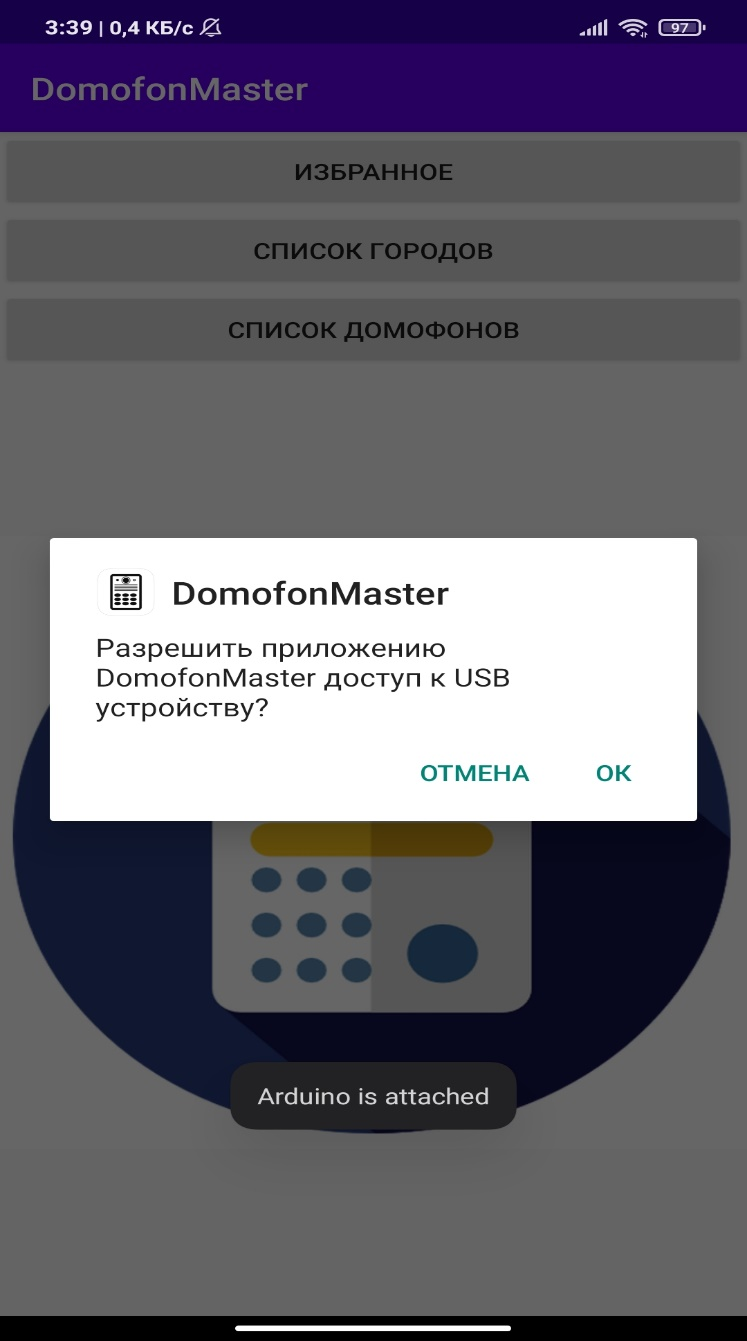 3:39 | 0,4 КБ/с
97
DomofonMaster
ИЗБРАННОЕ
СПИСОК ГОРОДОВ
СПИСОК ДОМОФОНОВ
DomofonMaster
Разрешить приложению
DomofonMaster доступ к USB
устройству?
ОТМЕНА ОК
Arduino is attached